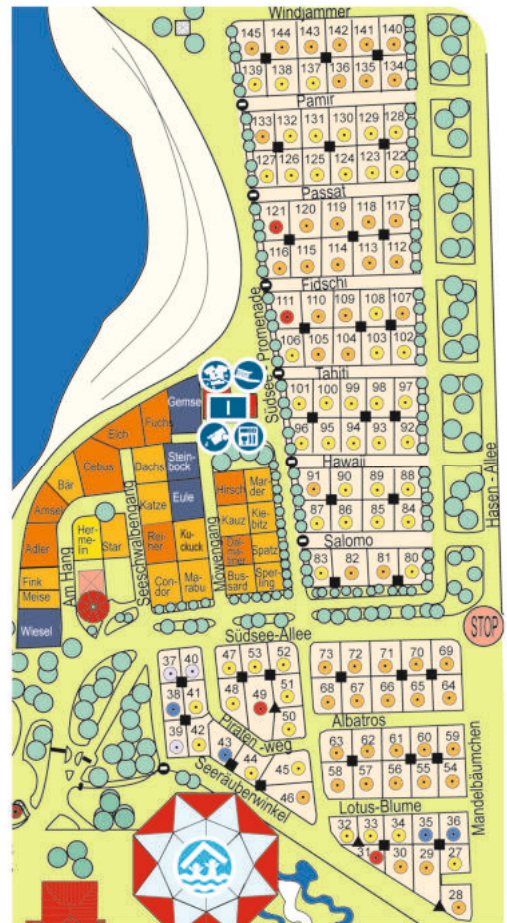 Windjammer
145 144 143 142 141 140
139 138 137 136 135 134
Pamir
133 132 131 130 129 128
127 126 125 124 123 122
Passat
121 120 119 118 117
116 115 114 113 112
Fidschi
111 110 109 108 107
106 105 104 103 102
Südsee-Promenade
Tahiti
101 100 99 98 97
96 95 94 93 92
Hawaii
91 90 89 88
87 86 85 84
Salomo
83 82 81 80
Hasen - Allee
STOP
I
Gemse
Fuchs
Elch
Cebus
Bär
Amsel
Adler
Fink
Meise
Wiesel
Am Hang
Her-
me-
lin
Star
Seeschwalbengang
Dachs
Stein-
bock
Katze
Eule
Rei-
her
Ku-
ckuck
Con-
dor
Ma-
rabu
Möwengang
Hirsch
Mar-
der
Kauz
Kie-
bitz
Dal-
ma-
tiner
Spatz
Bus-
sard
Sper-
ling
Südsee-Allee
37 40
38 41
39 42
47 53 52
48 49 51
50
Piraten -weg
43 44 45
46
Seeräuberwinkel
73 72 71 70 69
68 67 66 65 64
Albatros
63 62 61 60 59
58 57 56 55 54
Mandelbäumchen
Lotus-Blume
32 33 34 35 36
31 30 29 27
28